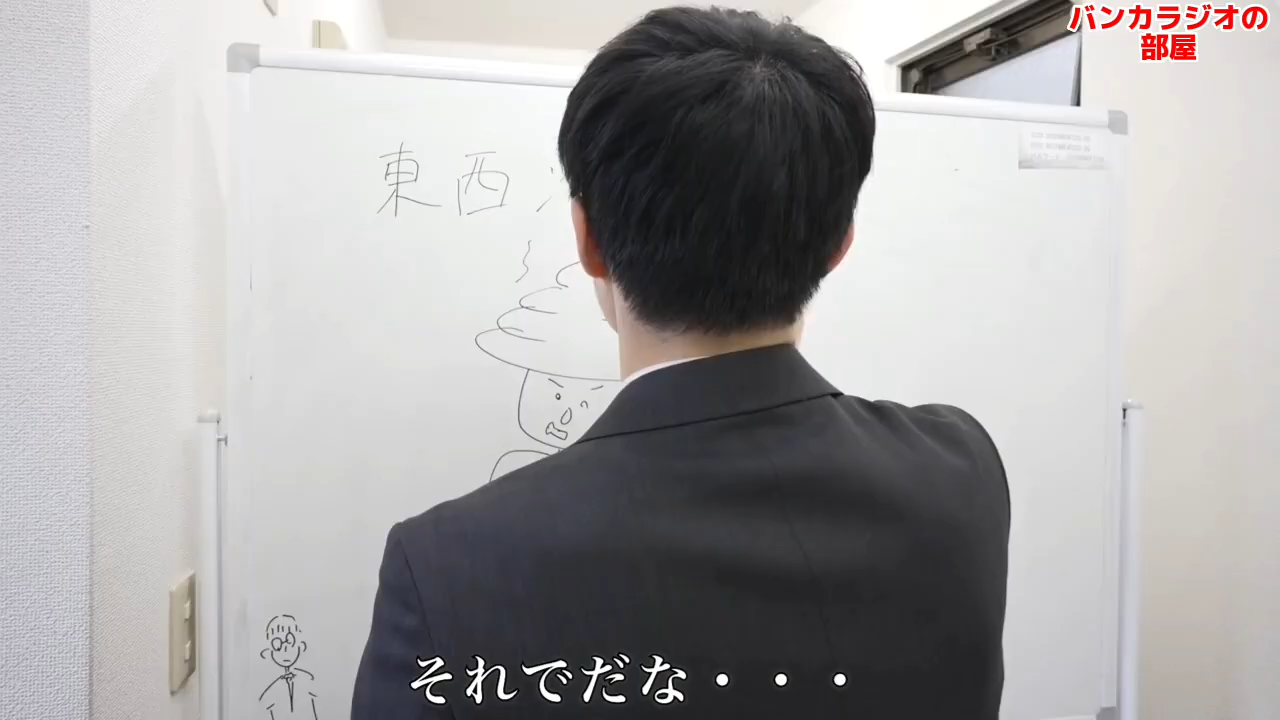 バンカラジオの
部屋
東西
それでだな・・・